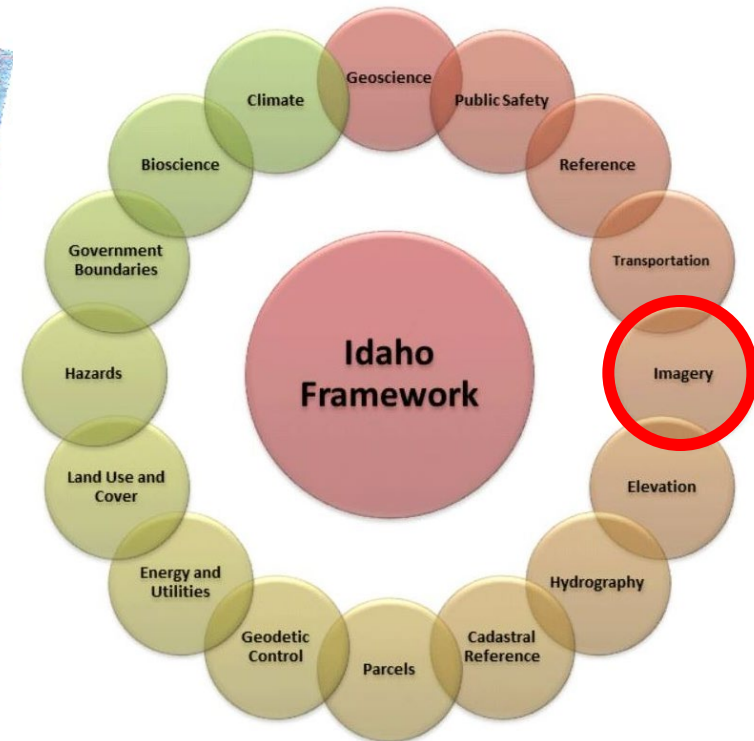 Geoscience
Public Safety
Reference
Transportation
Imagery
Elevation
Hydrography
Cadastral
Reference
Parcels
Geodetic
Control
Energy and
Utilities
Land Use and
Cover
Hazards
Government
Boundaries
Bioscience
Climate
Idaho
Framework